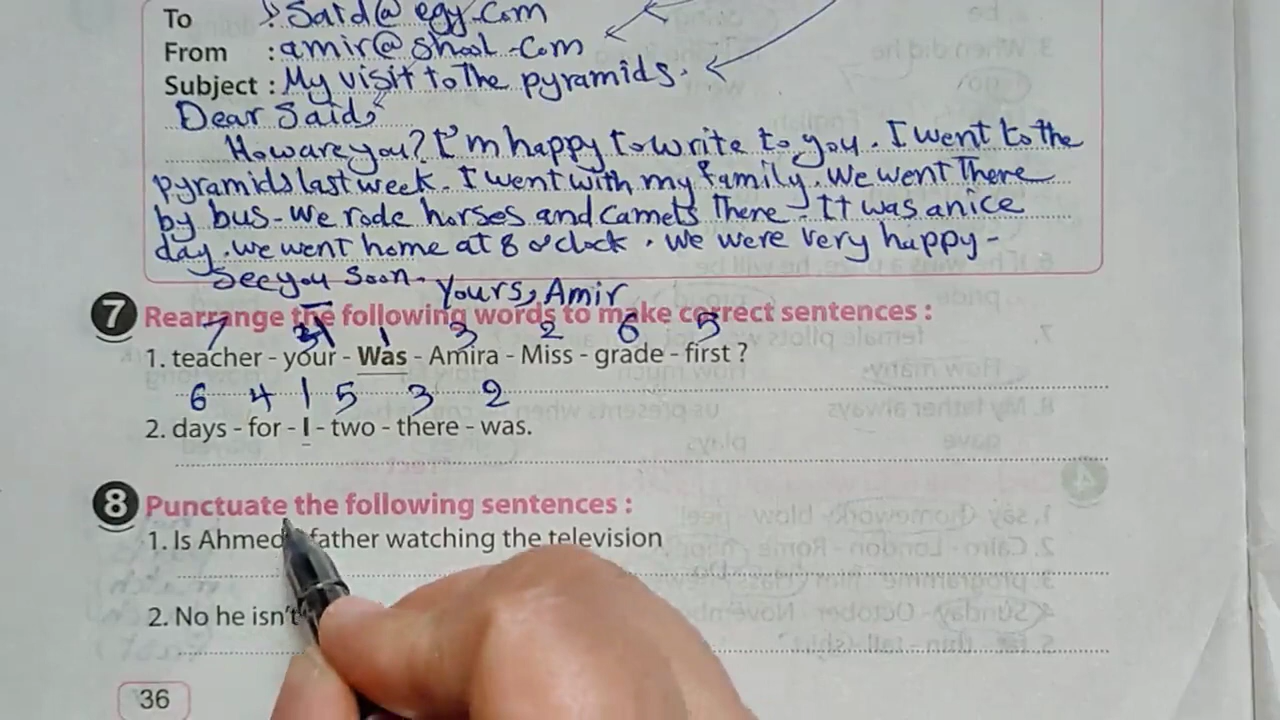 To : Said@egy.Com
From : amir@shool.Com
Subject : My visit to the pyramids.
Dear Said,
How are you? I'm happy to write to you. I went to the
pyramids last week. I went with my family. We went There
by bus. We rode horses and camels There. It was a nice
day. we went home at 8 o'clock. We were very happy.
See you soon.
Yours, Amir
7 Rearrange the following words to make correct sentences :
7 1 3 2 6 5
1. teacher - your - Was - Amira - Miss - grade - first ?
6 4 1 5 3 2
2. days - for - I - two - there - was.
8 Punctuate the following sentences :
1. Is Ahmed father watching the television
2. No he isn't
36